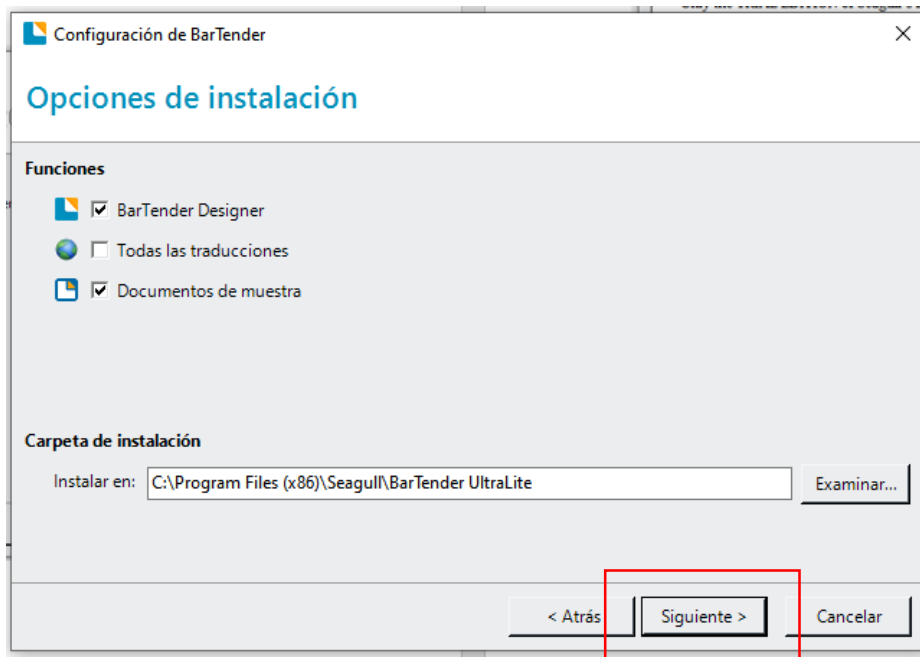 Configuración de BarTender
Opciones de instalación
Funciones
BarTender Designer
Todas las traducciones
Documentos de muestra
Carpeta de instalación
Instalar en: C:\Program Files (x86)\Seagull\BarTender UltraLite Examinar...
< Atrás Siguiente > Cancelar